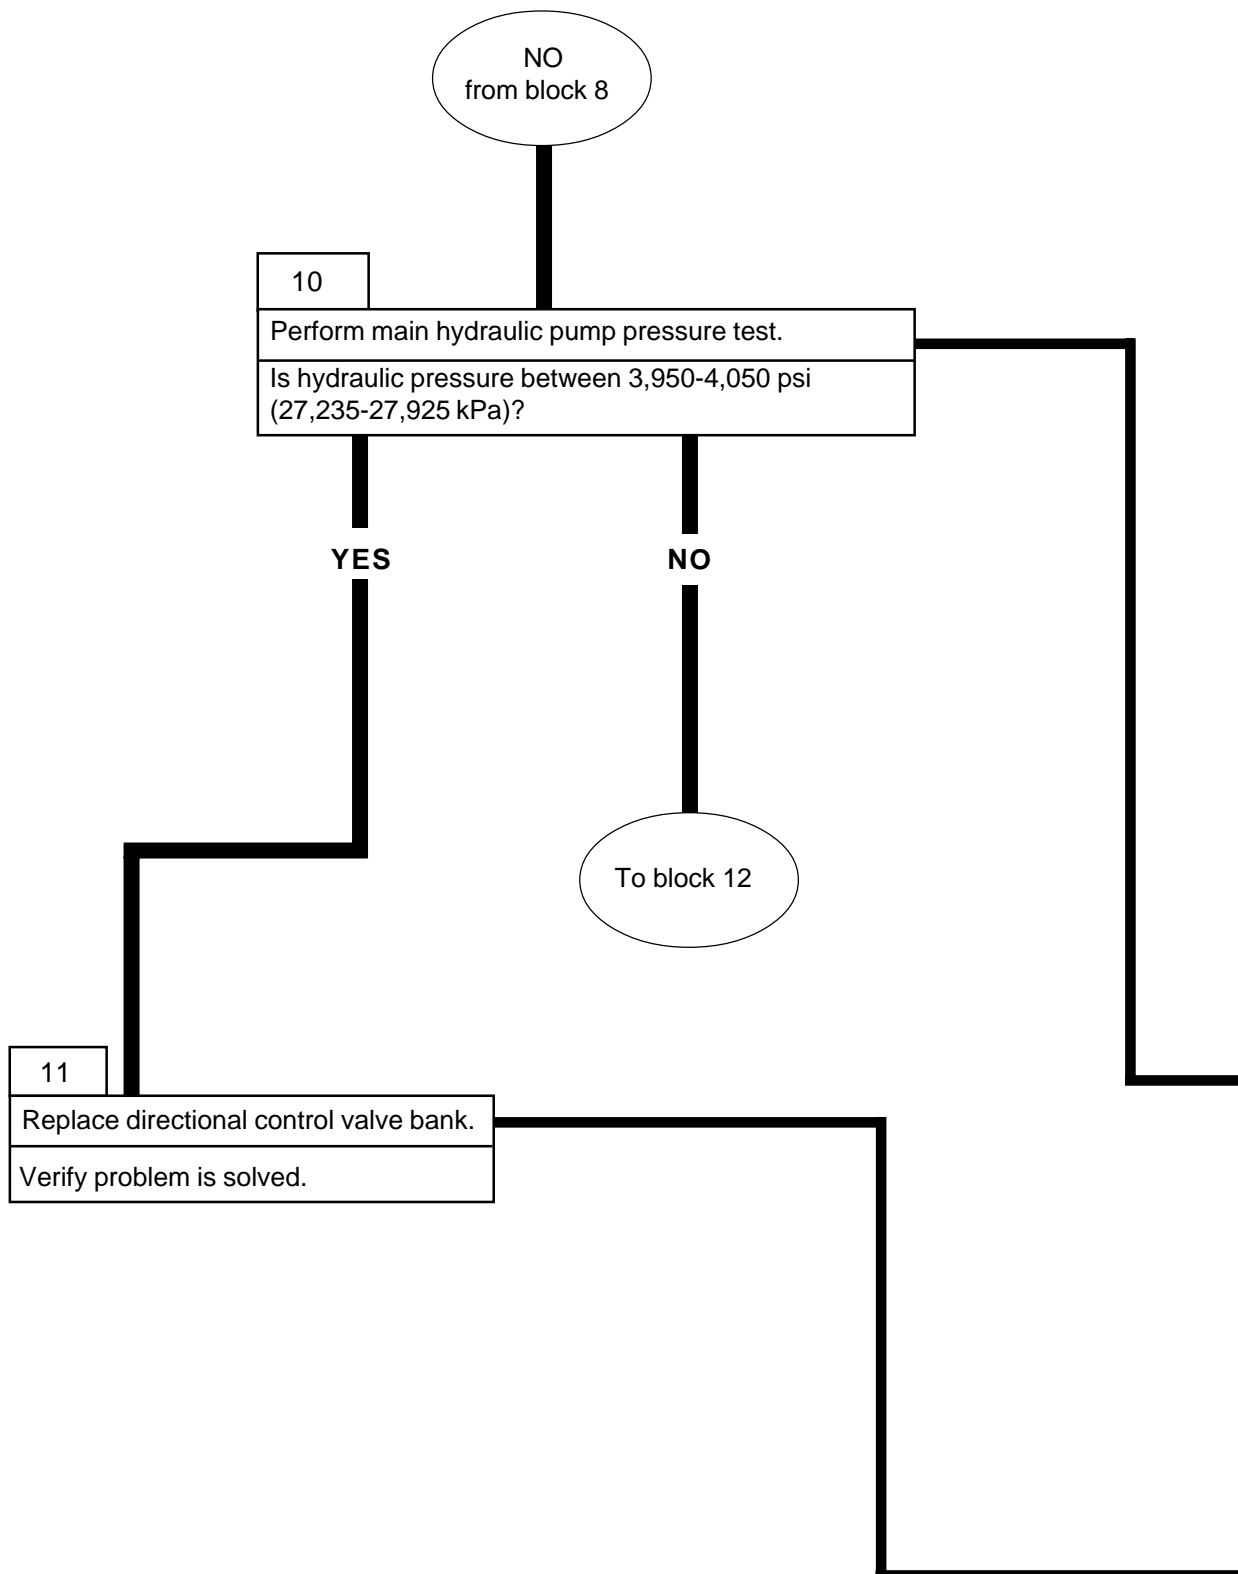 NO
from block 8
10
Perform main hydraulic pump pressure test.
Is hydraulic pressure between 3,950-4,050 psi
(27,235-27,925 kPa)?
YES
NO
To block 12
11
Replace directional control valve bank.
Verify problem is solved.